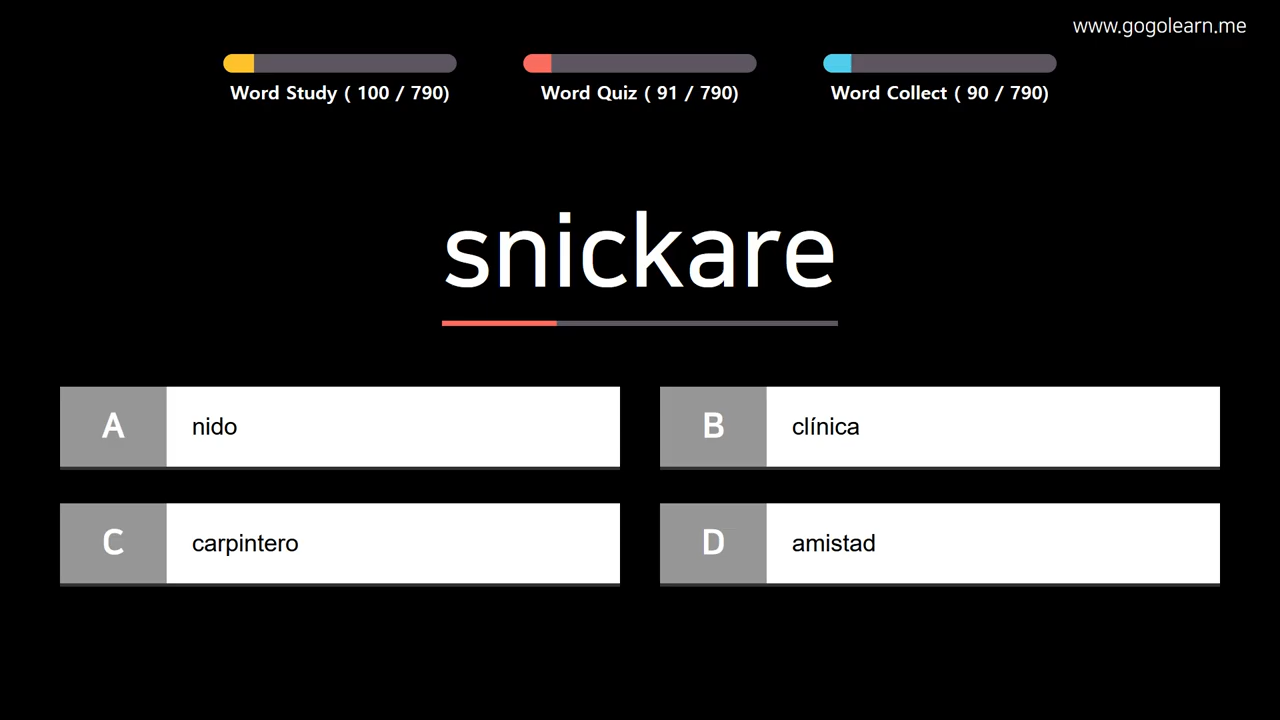 www.gogolearn.me
Word Study ( 100 / 790)
Word Quiz ( 91 / 790)
Word Collect ( 90 / 790)
snickare
A nido
B clínica
C carpintero
D amistad